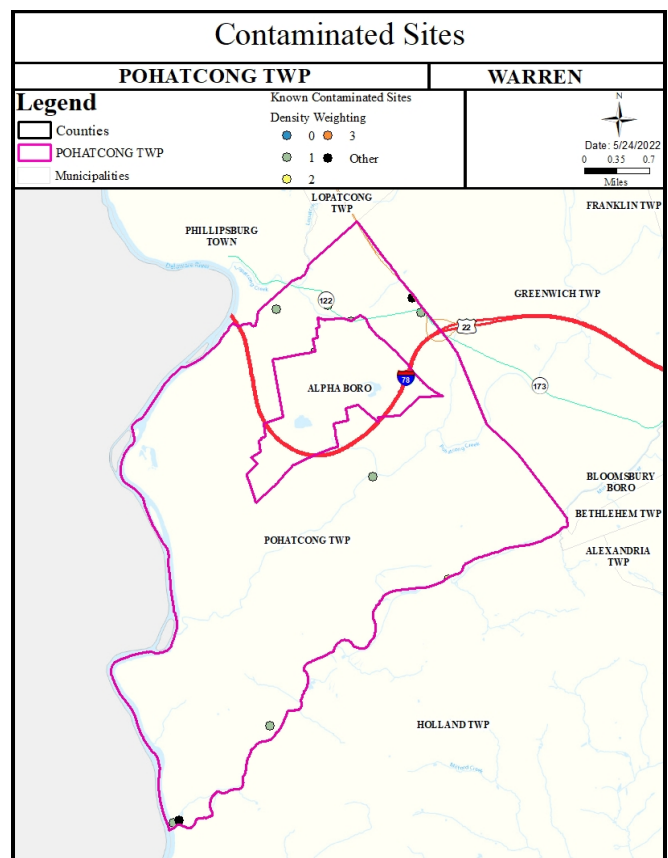 Contaminated Sites
POHATCONG TWP
WARREN
Legend
Counties
POHATCONG TWP
Municipalities
Known Contaminated Sites
Density Weighting
0
3
1
Other
2
N
Date: 5/24/2022
0 0.35 0.7
Miles
LOPATCONG
TWP
FRANKLIN TWP
PHILLIPSBURG
TOWN
GREENWICH TWP
122
22
78
173
ALPHA BORO
BLOOMSBURY
BORO
BETHLEHEM TWP
ALEXANDRIA
TWP
POHATCONG TWP
HOLLAND TWP